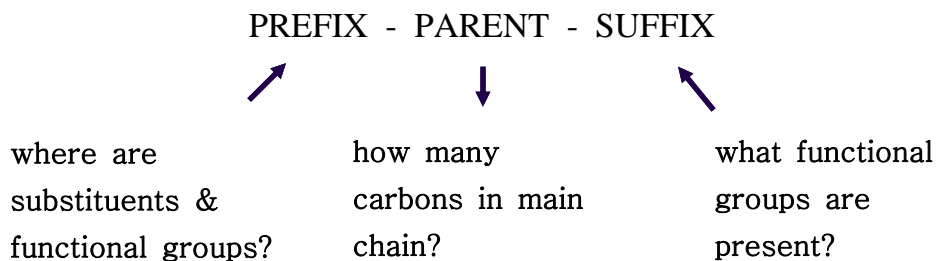 PREFIX - PARENT - SUFFIX
where are
substituents &
functional groups?
how many
carbons in main
chain?
what functional
groups are
present?